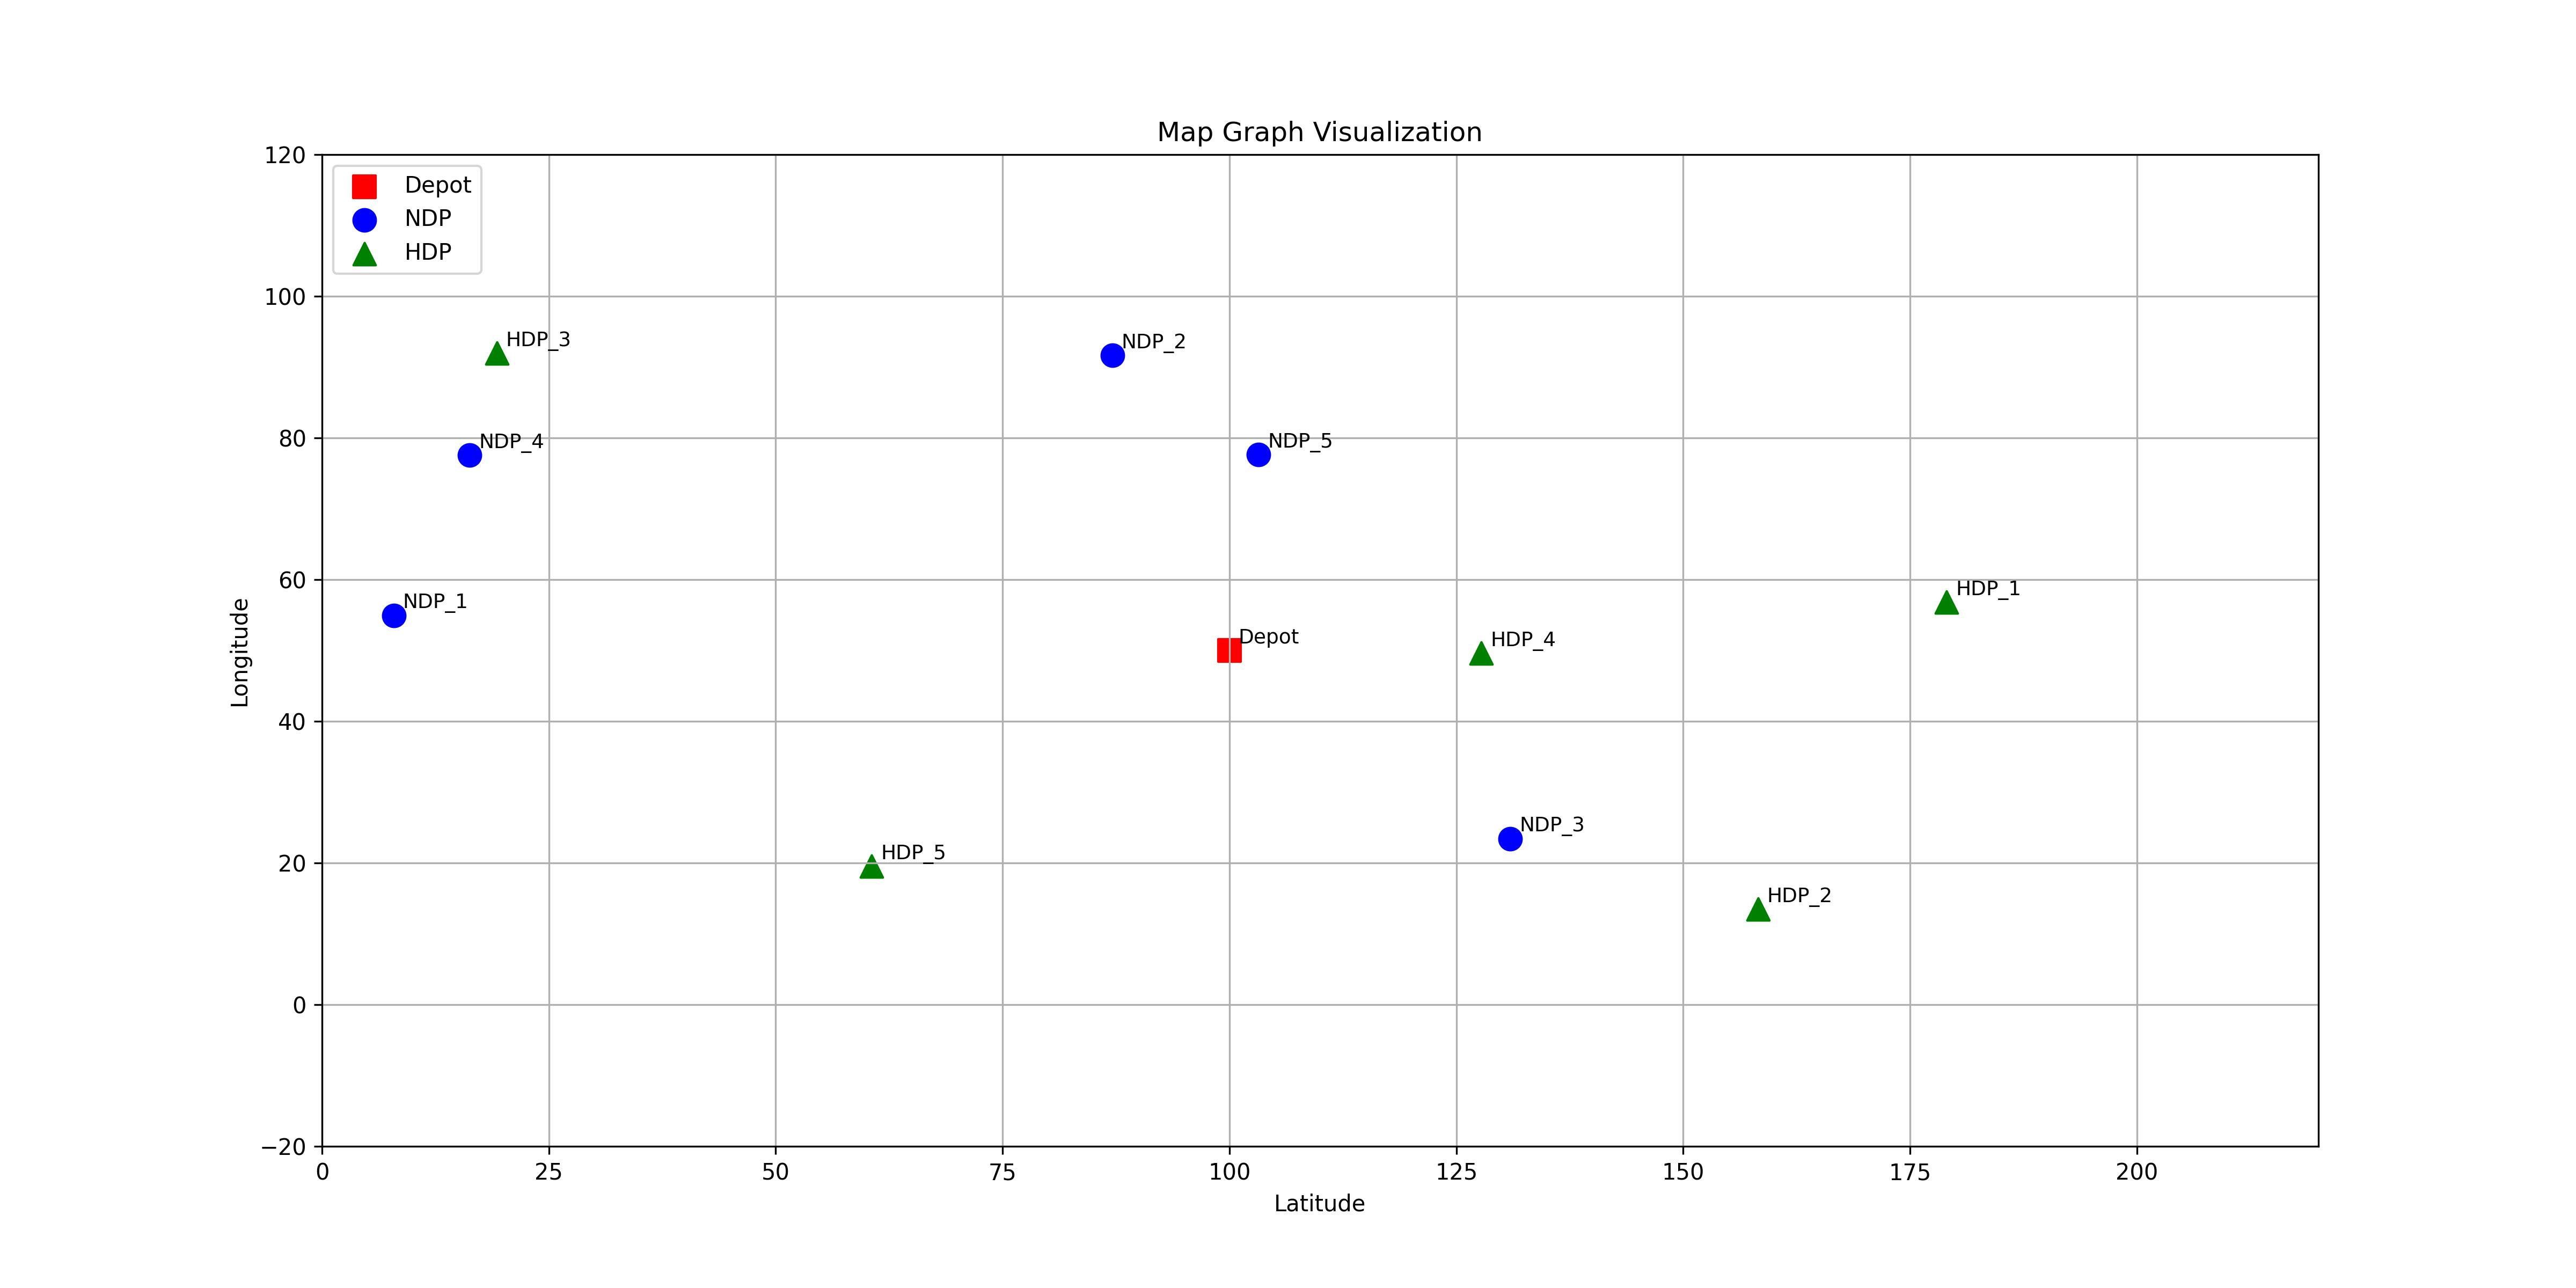 Map Graph Visualization
120
100
80
60
40
20
0
−20
Longitude
Depot
NDP
HDP
HDP_3
NDP_2
NDP_4
NDP_5
NDP_1
HDP_1
Depot
HDP_4
NDP_3
HDP_5
HDP_2
0 25 50 75 100 125 150 175 200
Latitude